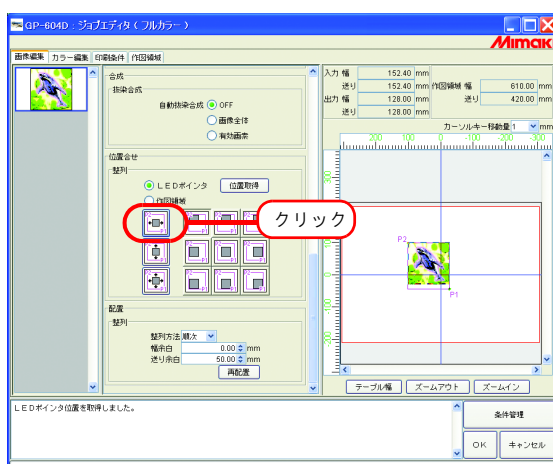 GP-604D : ジョブエディタ ( フルカラー )
Mimaki
画像編集 カラー編集 印刷条件 作図領域
合成
抜染合成
自動抜染合成 OFF
画像全体
有効画素
位置合せ
整列
LEDポインタ 位置取得
作図領域
クリック
配置
整列
整列方法 順次
幅余白 0.00 mm
送り余白 50.00 mm
再配置
入力 幅 152.40 mm
送り 152.40 mm 作図領域 幅 610.00 mm
出力 幅 128.00 mm 送り 420.00 mm
送り 128.00 mm
カーソルキー移動量 1 mm
200 100 0 -100 -200 -300
P2
P1
テーブル幅 ズームアウト ズームイン
LEDポインタ位置を取得しました。
条件管理
OK キャンセル